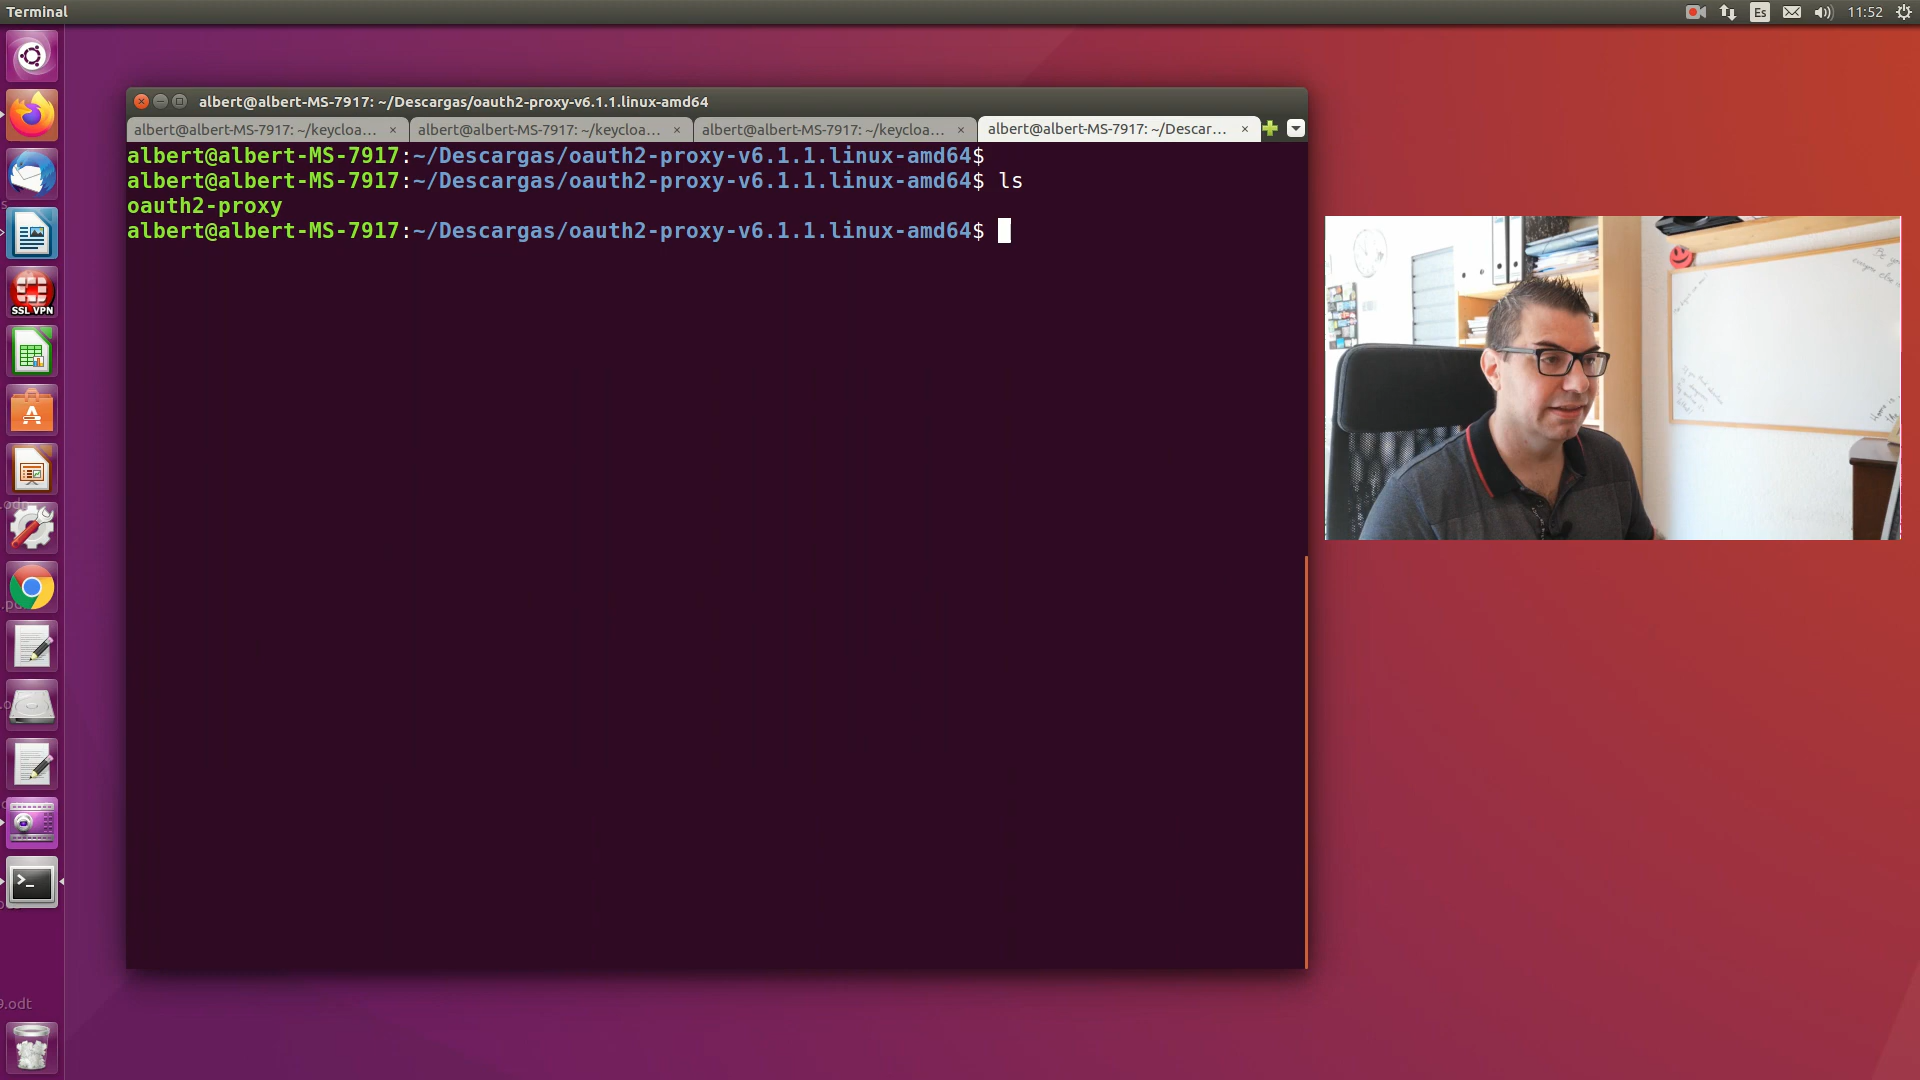 Terminal
Es
11:52
albert@albert-MS-7917: ~/Descargas/oauth2-proxy-v6.1.1.linux-amd64
albert@albert-MS-7917: ~/keycloa... ×
albert@albert-MS-7917: ~/keycloa... ×
albert@albert-MS-7917: ~/keycloa... ×
albert@albert-MS-7917: ~/Descar... ×
albert@albert-MS-7917:~/Descargas/oauth2-proxy-v6.1.1.linux-amd64$
albert@albert-MS-7917:~/Descargas/oauth2-proxy-v6.1.1.linux-amd64$ ls
oauth2-proxy
albert@albert-MS-7917:~/Descargas/oauth2-proxy-v6.1.1.linux-amd64$
SSL VPN
9.odt